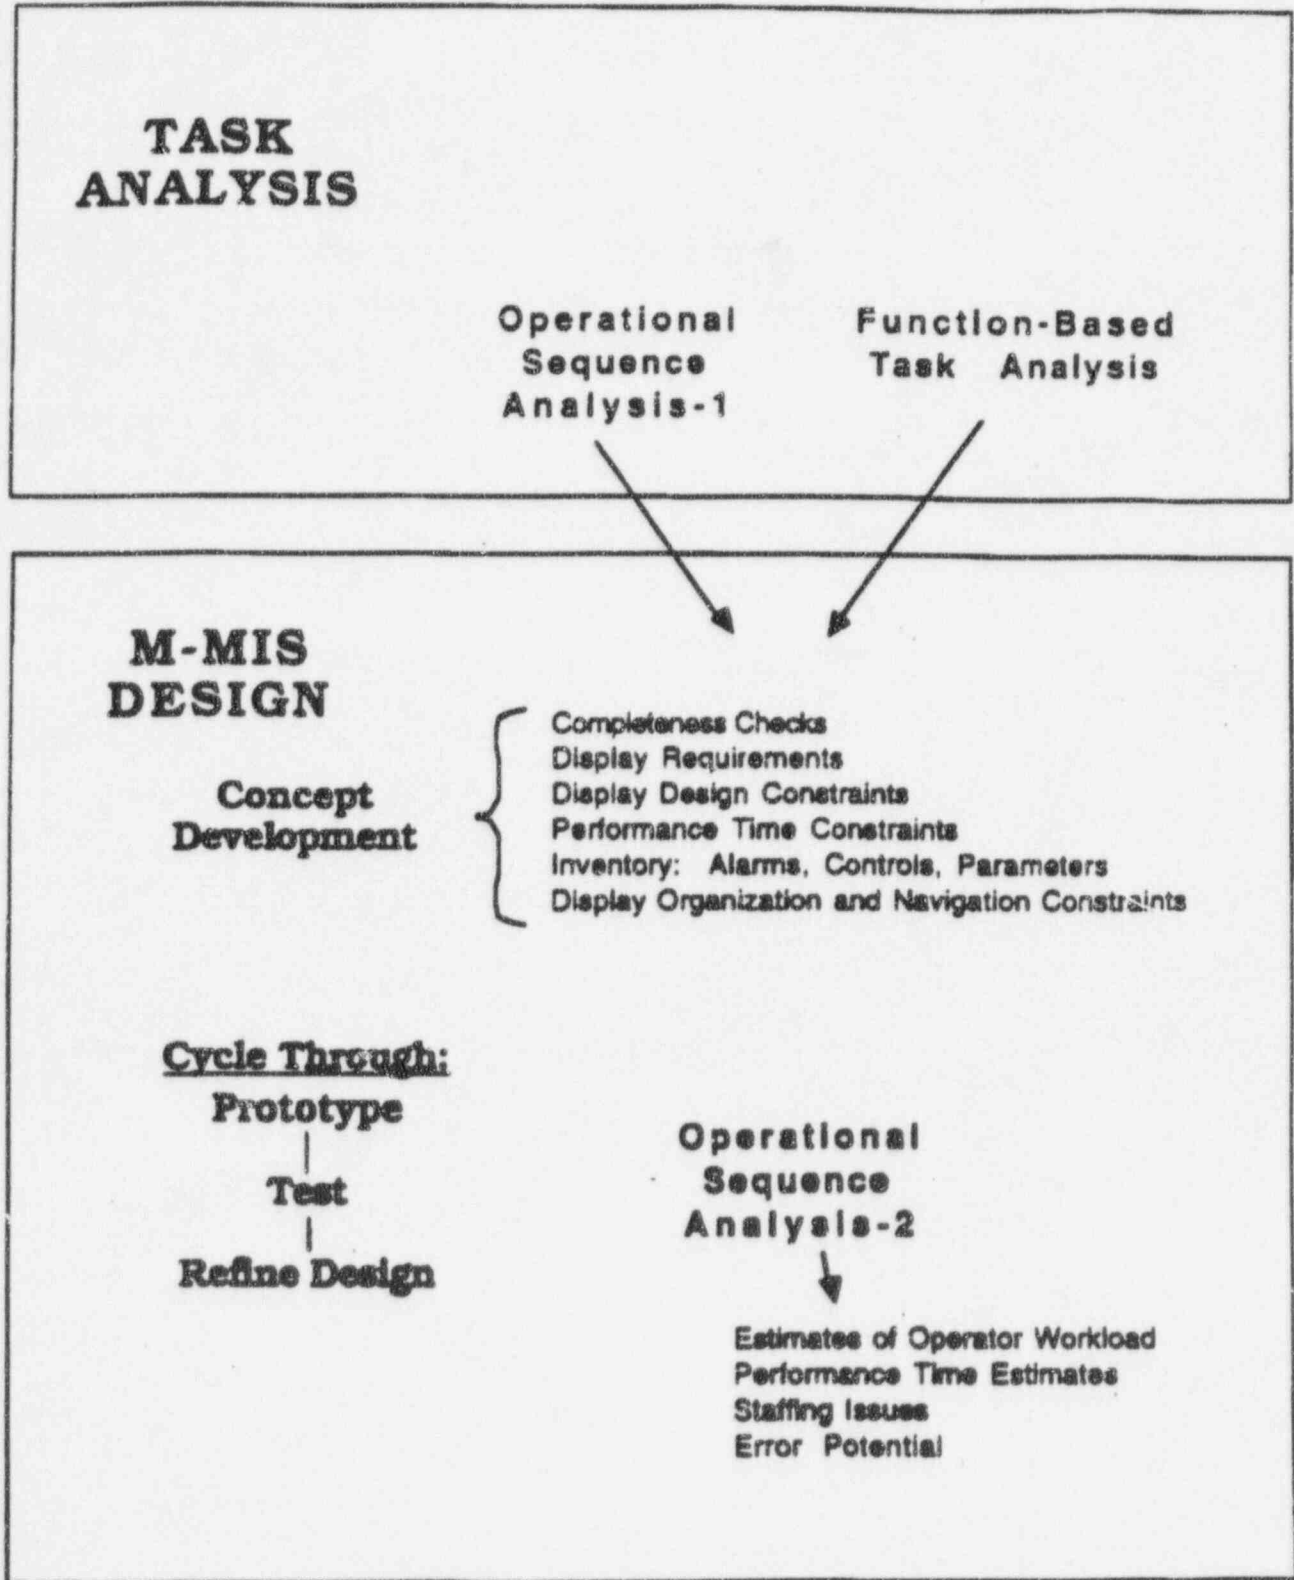 TASK
ANALYSIS
Operational
Sequence
Analysis-1
Function-Based
Task Analysis
M-MIS
DESIGN
Concept
Development
Completeness Checks
Display Requirements
Display Design Constraints
Performance Time Constraints
Inventory: Alarms, Controls, Parameters
Display Organization and Navigation Constraints
Cycle Through:
Prototype
Test
Refine Design
Operational
Sequence
Analysis-2
Estimates of Operator Workload
Performance Time Estimates
Staffing Issues
Error Potential